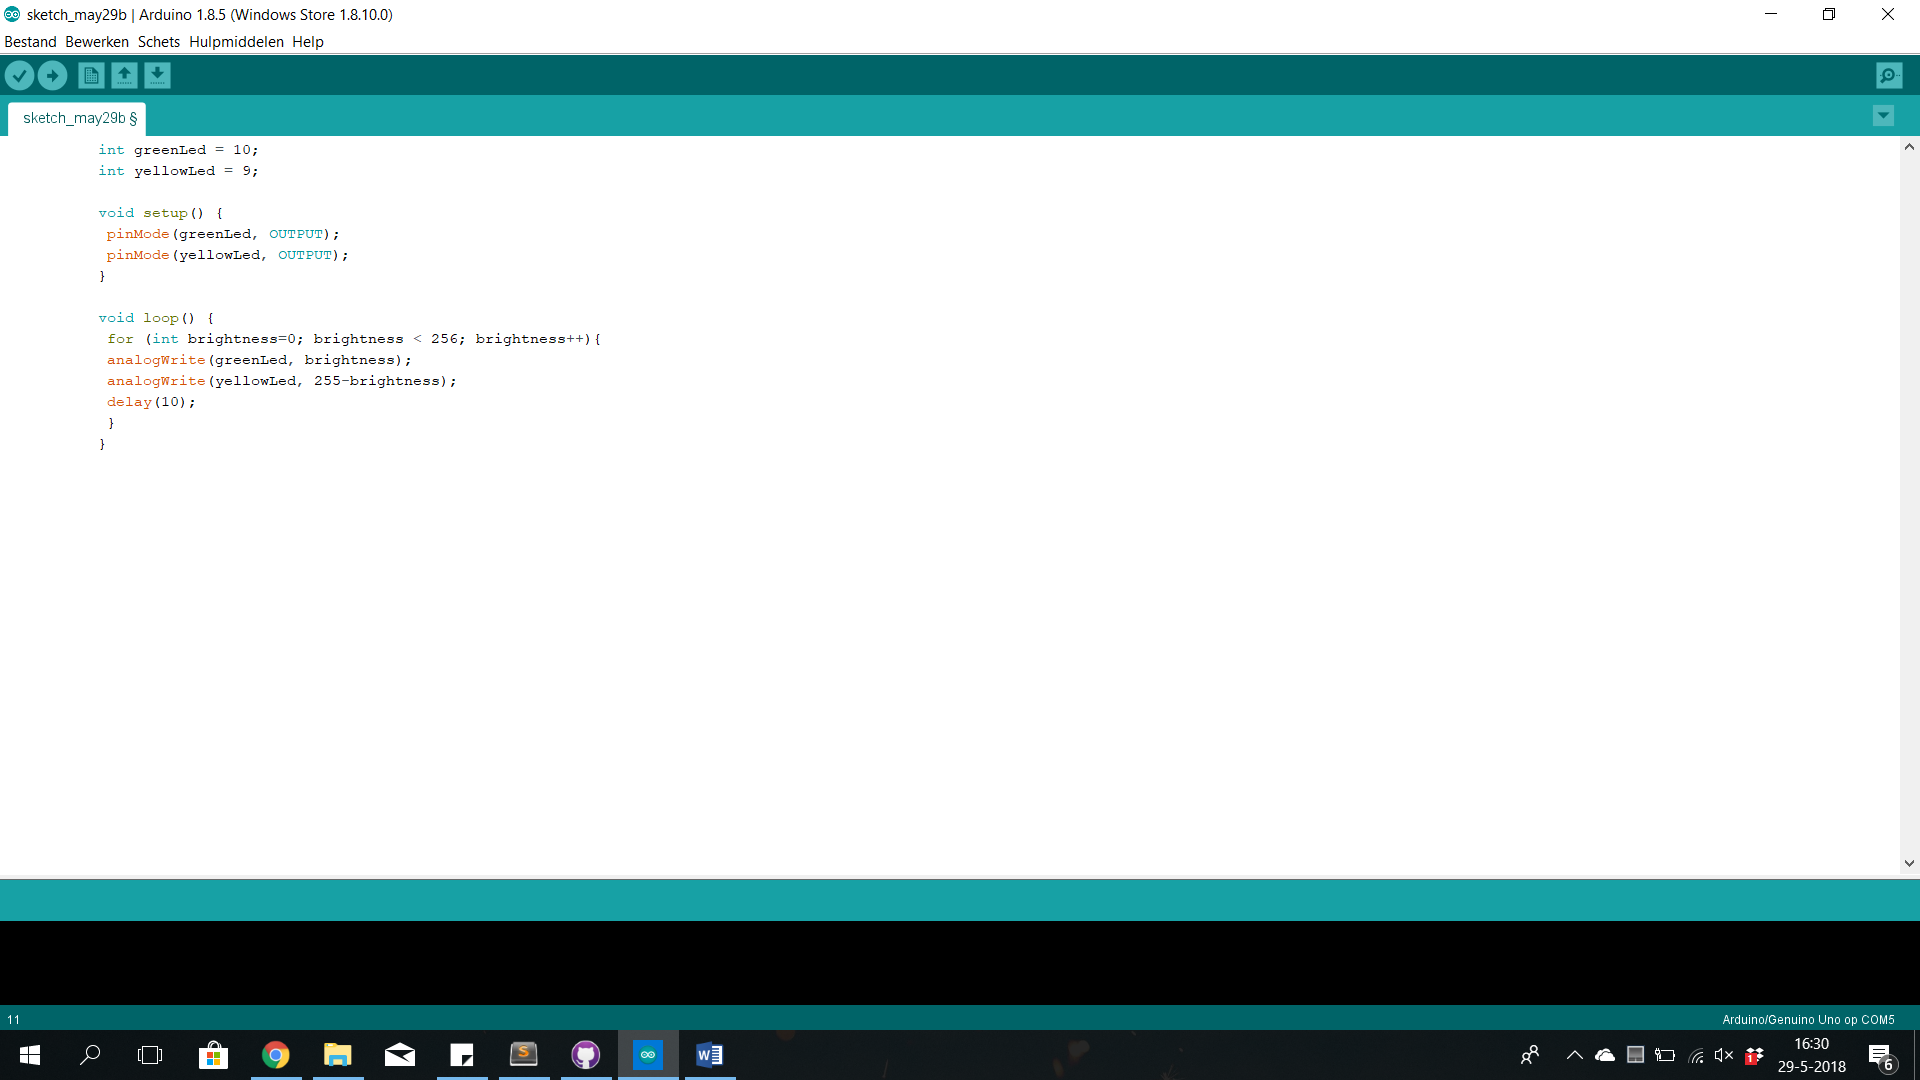 sketch_may29b | Arduino 1.8.5 (Windows Store 1.8.10.0)
Bestand Bewerken Schets Hulpmiddelen Help
sketch_may29b §
int greenLed = 10;
int yellowLed = 9;
void setup() {
pinMode(greenLed, OUTPUT);
pinMode(yellowLed, OUTPUT);
}
void loop() {
for (int brightness=0; brightness < 256; brightness++){
analogWrite(greenLed, brightness);
analogWrite(yellowLed, 255-brightness);
delay(10);
}
}
11
Arduino/Genuino Uno op COM5
16:30
29-5-2018
6
1
S
W